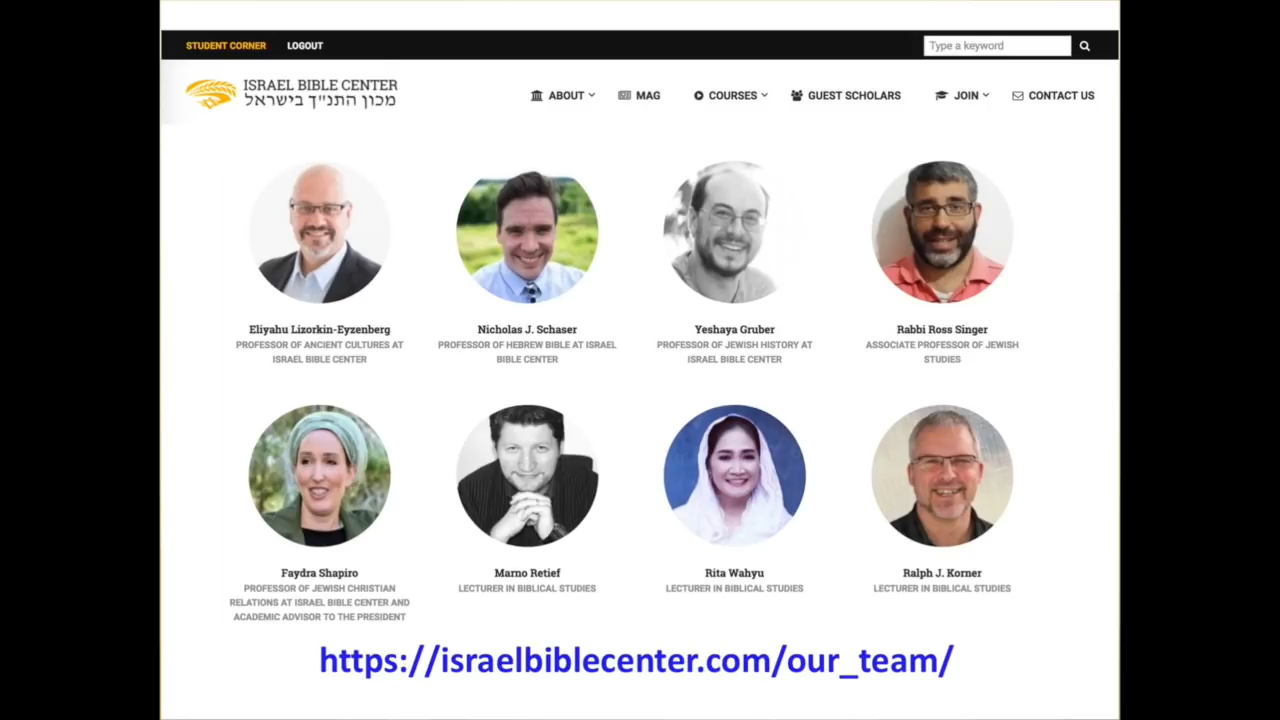 STUDENT CORNER LOGOUT Type a keyword
ISRAEL BIBLE CENTER
מכון התנ״ך בישראל
ABOUT MAG COURSES GUEST SCHOLARS JOIN CONTACT US
Eliyahu Lizorkin-Eyzenberg
PROFESSOR OF ANCIENT CULTURES AT
ISRAEL BIBLE CENTER
Nicholas J. Schaser
PROFESSOR OF HEBREW BIBLE AT ISRAEL
BIBLE CENTER
Yeshaya Gruber
PROFESSOR OF JEWISH HISTORY AT
ISRAEL BIBLE CENTER
Rabbi Ross Singer
ASSOCIATE PROFESSOR OF JEWISH
STUDIES
Faydra Shapiro
PROFESSOR OF JEWISH CHRISTIAN
RELATIONS AT ISRAEL BIBLE CENTER AND
ACADEMIC ADVISOR TO THE PRESIDENT
Marno Retief
LECTURER IN BIBLICAL STUDIES
Rita Wahyu
LECTURER IN BIBLICAL STUDIES
Ralph J. Korner
LECTURER IN BIBLICAL STUDIES
https://israelbiblecenter.com/our_team/